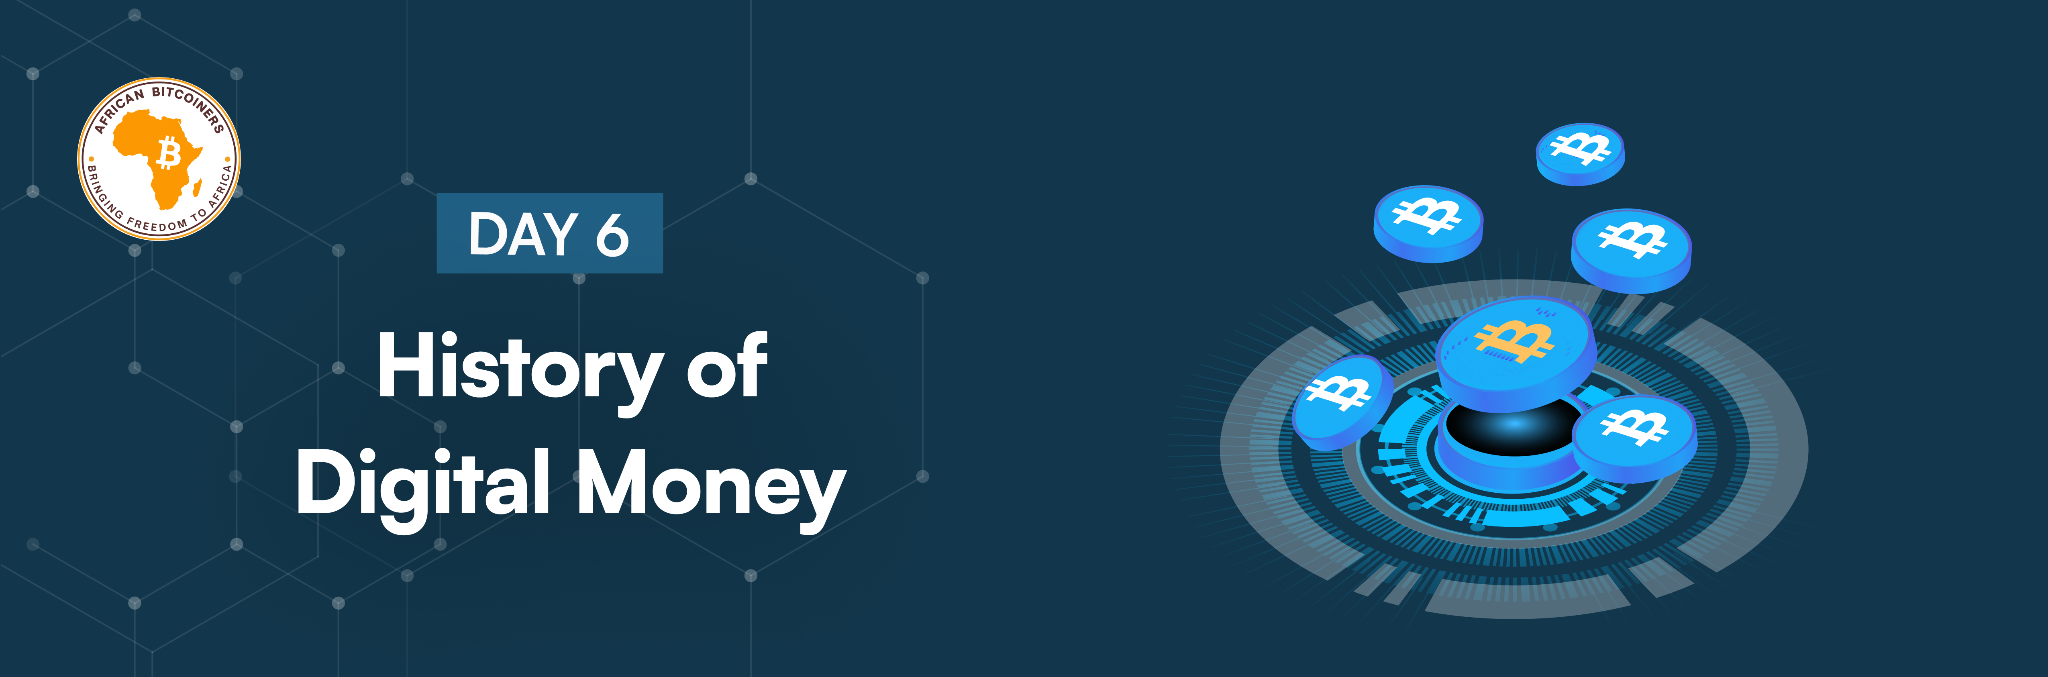 AFRICAN BITCOINERS
BRINGING FREEDOM TO AFRICA
DAY 6
History of
Digital Money